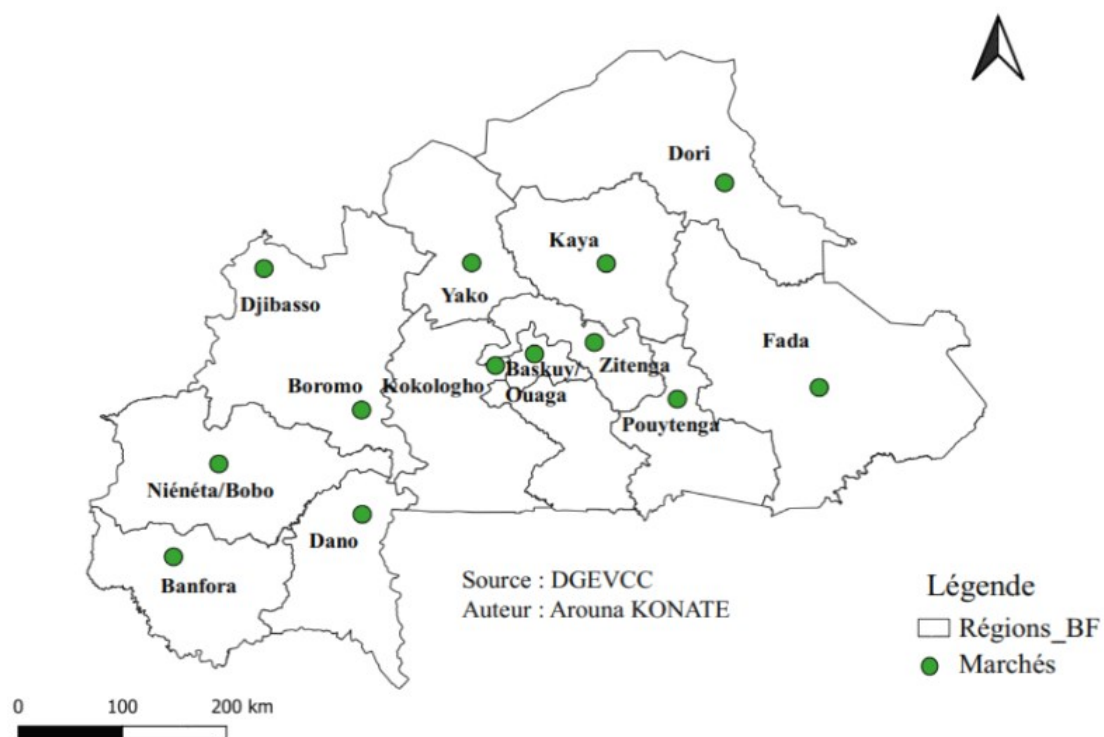 Dori
Kaya
Yako
Djibasso
Fada
Zitenga
Baskuy/
Ouaga
Boromo
Kokologho
Pouytenga
Niénéta/Bobo
Dano
Banfora
Source : DGEVCC
Auteur : Arouna KONATE
Légende
Régions_BF
Marchés
0 100 200 km